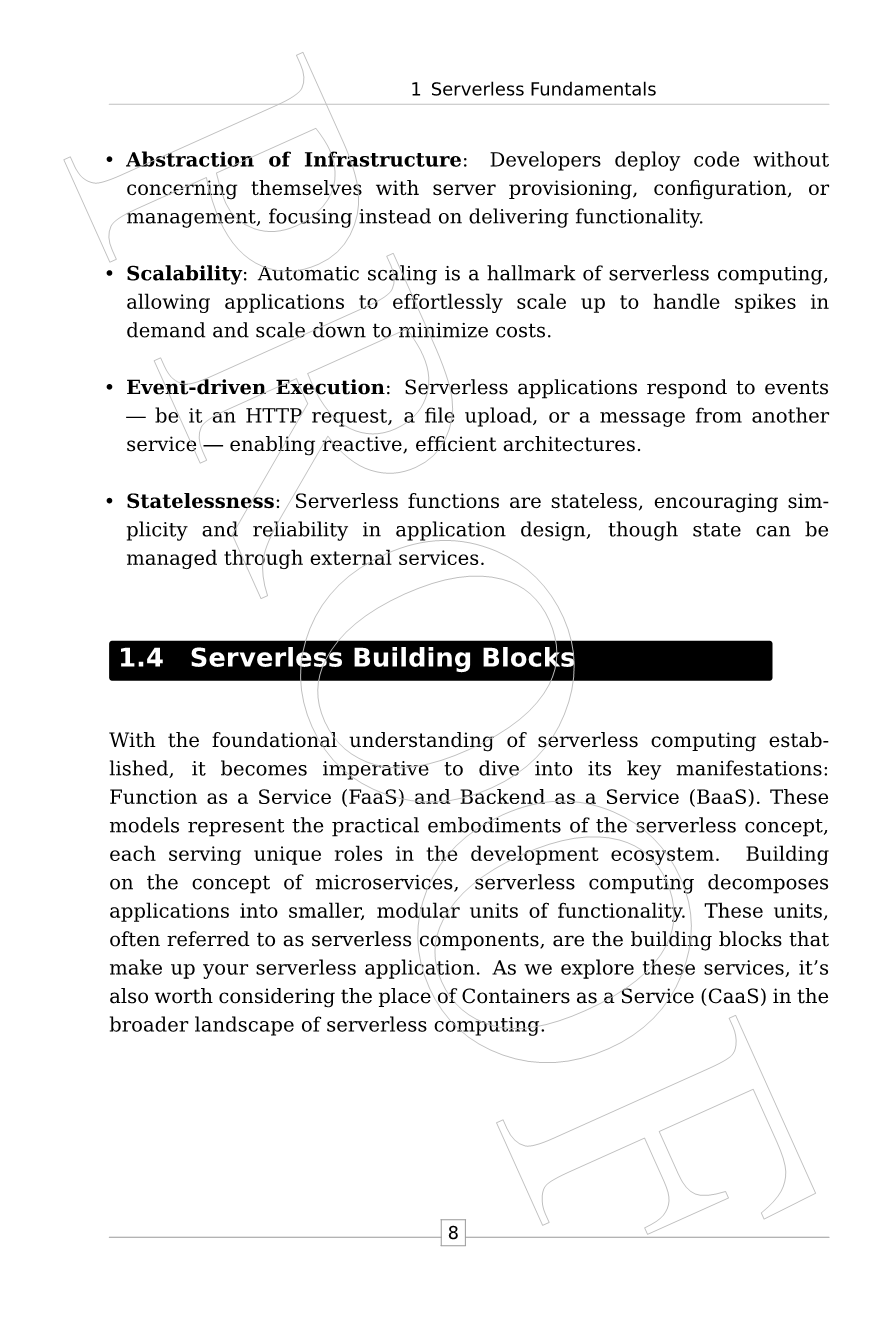 1 Serverless Fundamentals
• Abstraction of Infrastructure: Developers deploy code without
concerning themselves with server provisioning, configuration, or
management, focusing instead on delivering functionality.
• Scalability: Automatic scaling is a hallmark of serverless computing,
allowing applications to effortlessly scale up to handle spikes in
demand and scale down to minimize costs.
• Event-driven Execution: Serverless applications respond to events
— be it an HTTP request, a file upload, or a message from another
service — enabling reactive, efficient architectures.
• Statelessness: Serverless functions are stateless, encouraging sim-
plicity and reliability in application design, though state can be
managed through external services.
1.4 Serverless Building Blocks
With the foundational understanding of serverless computing estab-
lished, it becomes imperative to dive into its key manifestations:
Function as a Service (FaaS) and Backend as a Service (BaaS). These
models represent the practical embodiments of the serverless concept,
each serving unique roles in the development ecosystem. Building
on the concept of microservices, serverless computing decomposes
applications into smaller, modular units of functionality. These units,
often referred to as serverless components, are the building blocks that
make up your serverless application. As we explore these services, it’s
also worth considering the place of Containers as a Service (CaaS) in the
broader landscape of serverless computing.
8
PROOF